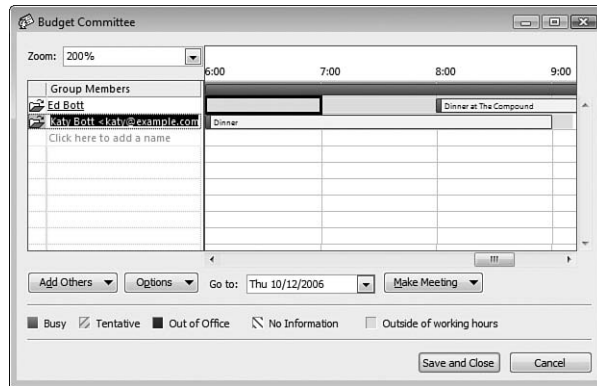 Budget Committee
Zoom: 200%
6:00 7:00 8:00 9:00
Group Members
Ed Bott
Dinner at The Compound
Katy Bott <katy@example.com
Dinner
Click here to add a name
Add Others Options Go to: Thu 10/12/2006 Make Meeting
Busy Tentative Out of Office No Information Outside of working hours
Save and Close Cancel